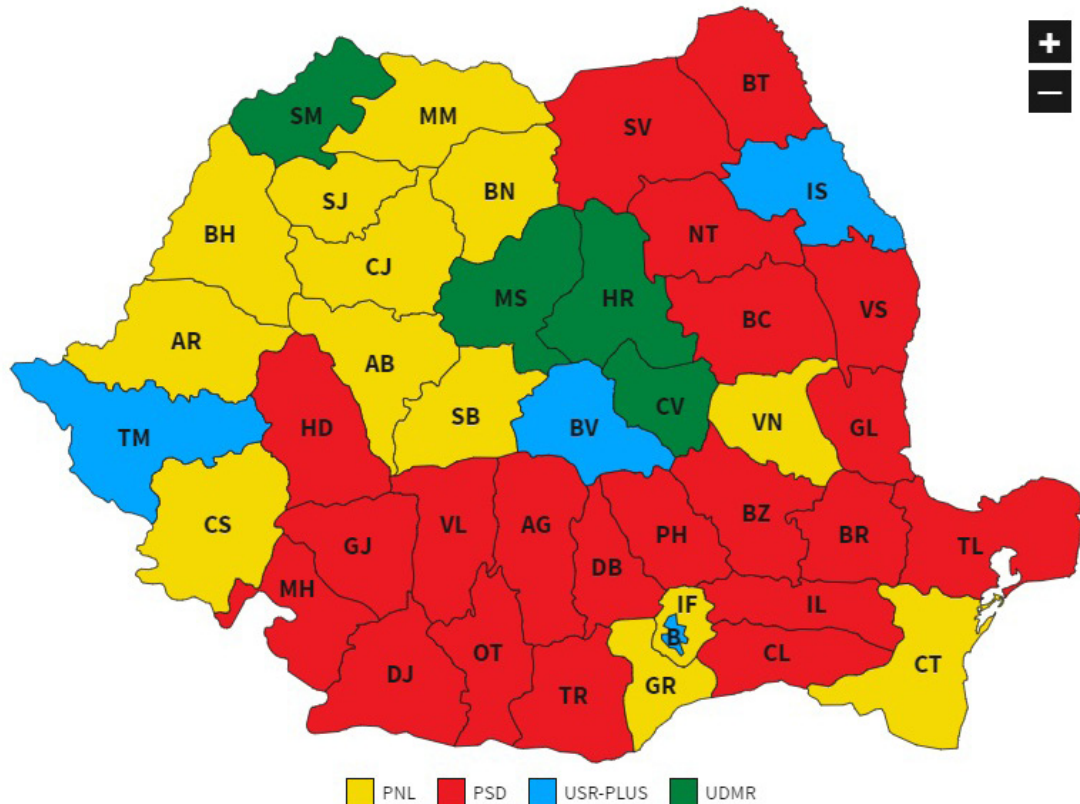 +
−
BT
SV
SM
MM
IS
BN
SJ
NT
BH
CJ
MS
HR
VS
BC
AR
AB
CV
SB
VN
BV
GL
HD
TM
BZ
CS
VL
AG
PH
BR
GJ
TL
DB
MH
IF
IL
B
OT
CL
CT
DJ
GR
TR
PNL PSD USR-PLUS UDMR